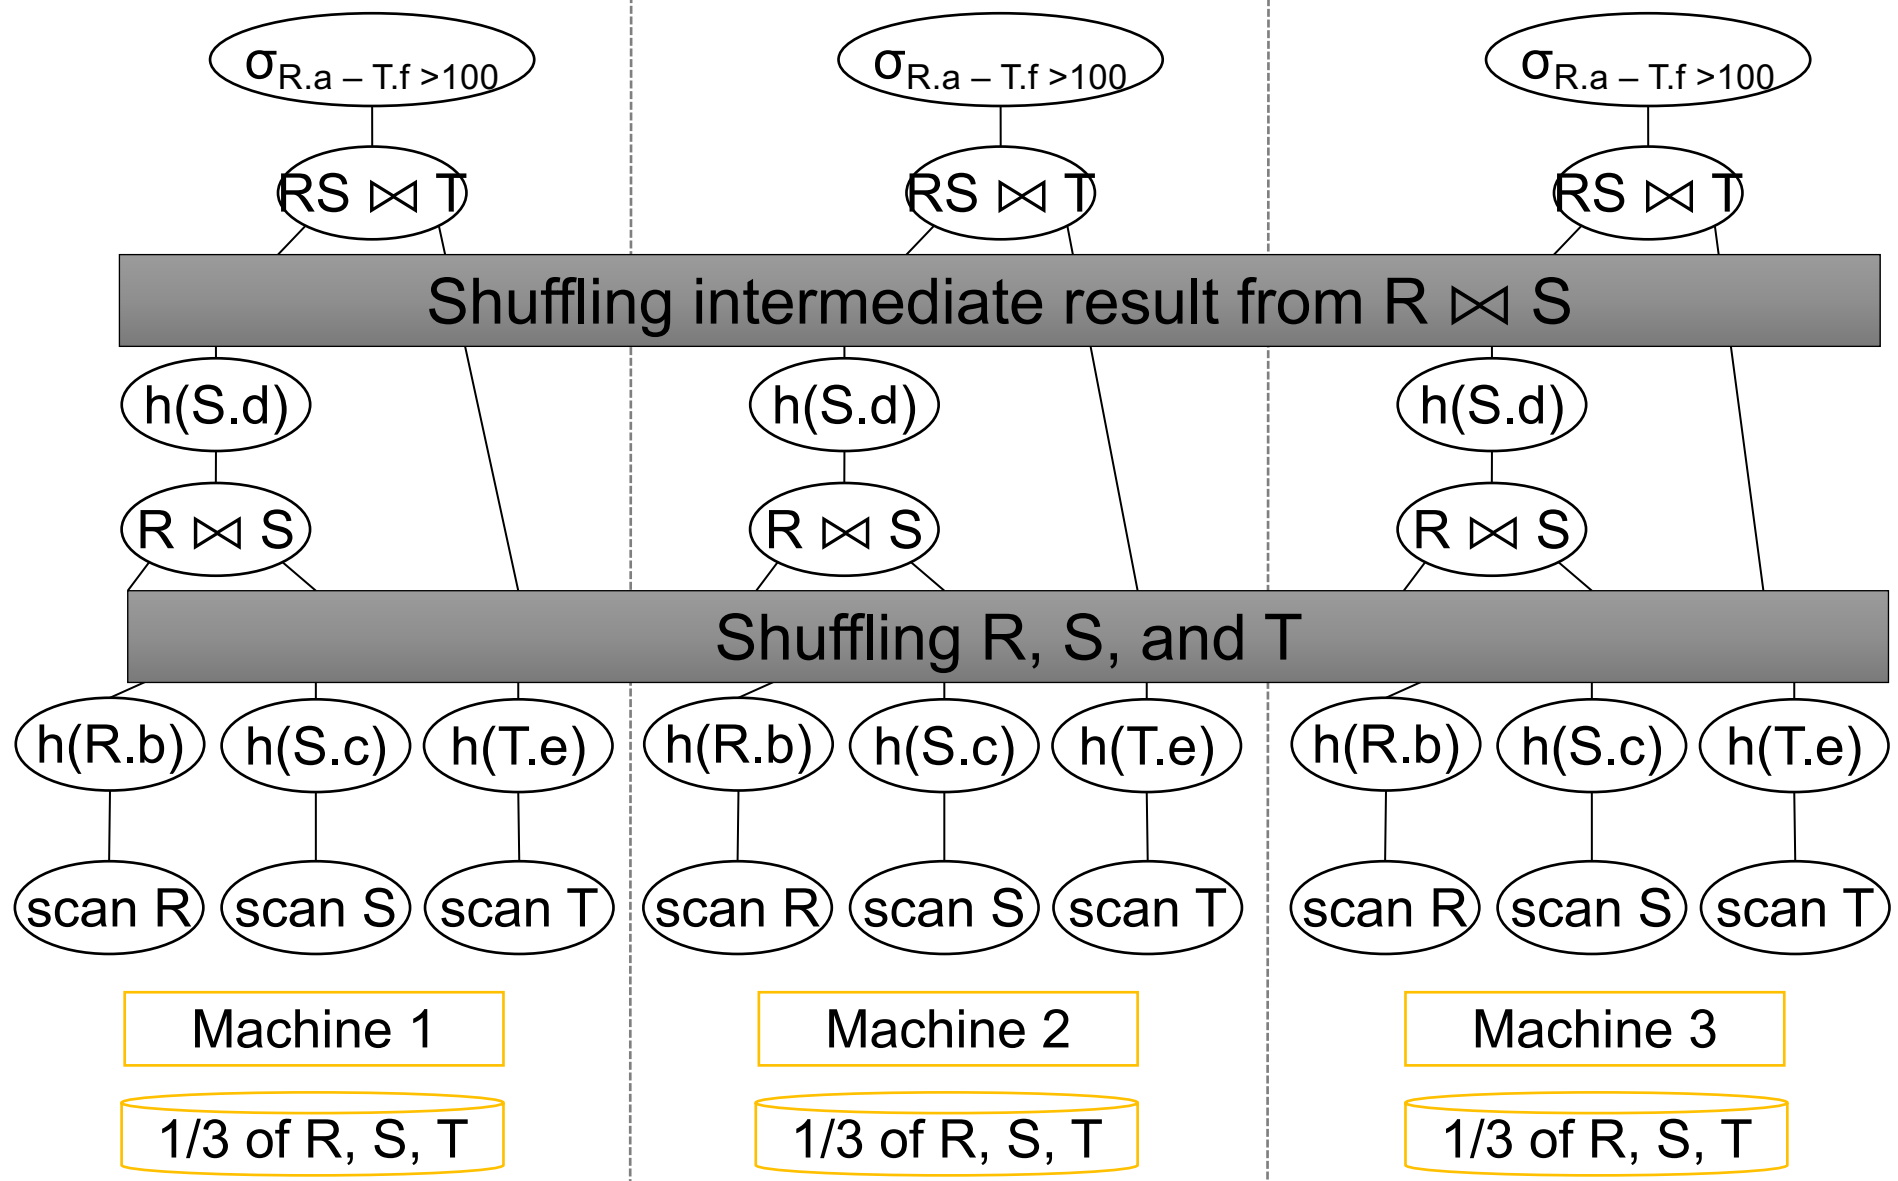 σR.a – T.f >100 σR.a – T.f >100 σR.a – T.f >100
RS ⋈ T RS ⋈ T RS ⋈ T
Shuffling intermediate result from R ⋈ S
h(S.d) h(S.d) h(S.d)
R ⋈ S R ⋈ S R ⋈ S
Shuffling R, S, and T
h(R.b) h(S.c) h(T.e) h(R.b) h(S.c) h(T.e) h(R.b) h(S.c) h(T.e)
scan R scan S scan T scan R scan S scan T scan R scan S scan T
Machine 1 Machine 2 Machine 3
1/3 of R, S, T 1/3 of R, S, T 1/3 of R, S, T